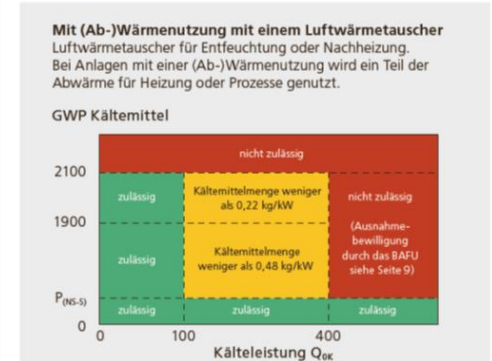 Mit (Ab-)Wärmenutzung mit einem Luftwärmetauscher
Luftwärmetauscher für Entfeuchtung oder Nachheizung.
Bei Anlagen mit einer (Ab-)Wärmenutzung wird ein Teil der
Abwärme für Heizung oder Prozesse genutzt.
GWP Kältemittel
nicht zulässig
2100
zulässig
Kältemittelmenge weniger
als 0,22 kg/kW
nicht zulässig
1900
(Ausnahme-
bewilligung
durch das BAFU
siehe Seite 9)
zulässig
Kältemittelmenge
weniger als 0,48 kg/kW
P(NS-S)
zulässig
zulässig
zulässig
0
0
100
400
Kälteleistung Q0K